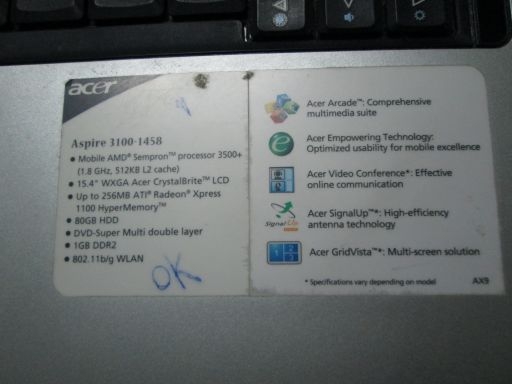 acer
Aspire 3100-1458
• Mobile AMD® Sempron™ processor 3500+
(1.8 GHz, 512KB L2 cache)
• 15.4" WXGA Acer CrystalBrite™ LCD
• Up to 256MB ATI® Radeon® Xpress
1100 HyperMemory™
• 80GB HDD
• DVD-Super Multi double layer
• 1GB DDR2
• 802.11b/g WLAN
OK
Acer Arcade™: Comprehensive
multimedia suite
Acer Empowering Technology:
Optimized usability for mobile excellence
Acer Video Conference*: Effective
online communication
SignalUp
Acer SignalUp™*: High-efficiency
antenna technology
1 2
3
Acer GridVista™*: Multi-screen solution
* Specifications vary depending on model
AX9